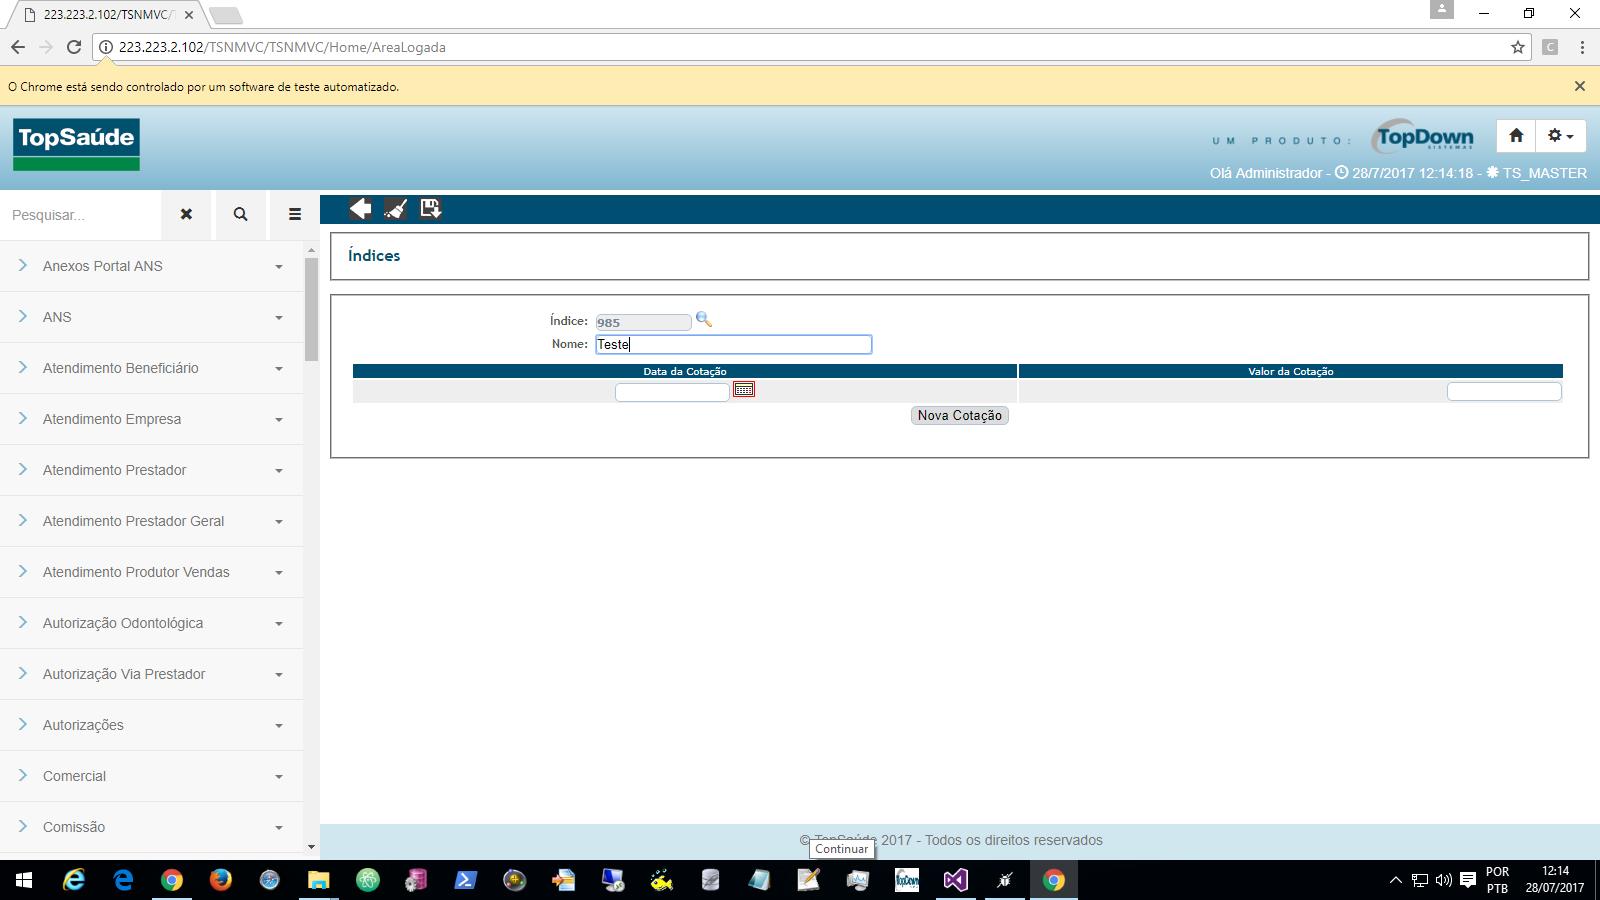 223.223.2.102/TSNMVC/T
223.223.2.102/TSNMVC/TSNMVC/Home/AreaLogada
C
O Chrome está sendo controlado por um software de teste automatizado.
TopSaúde
UM PRODUTO:
TopDown
SISTEMAS
Olá Administrador - 28/7/2017 12:14:18 - TS_MASTER
Pesquisar...
Índices
Anexos Portal ANS
ANS
Atendimento Beneficiário
Atendimento Empresa
Atendimento Prestador
Atendimento Prestador Geral
Atendimento Produtor Vendas
Autorização Odontológica
Autorização Via Prestador
Autorizações
Comercial
Comissão
Índice: 985
Nome: Teste
Data da Cotação
Valor da Cotação
Nova Cotação
© TopSaúde 2017 - Todos os direitos reservados
Continuar
TopDown
POR
PTB
12:14
28/07/2017